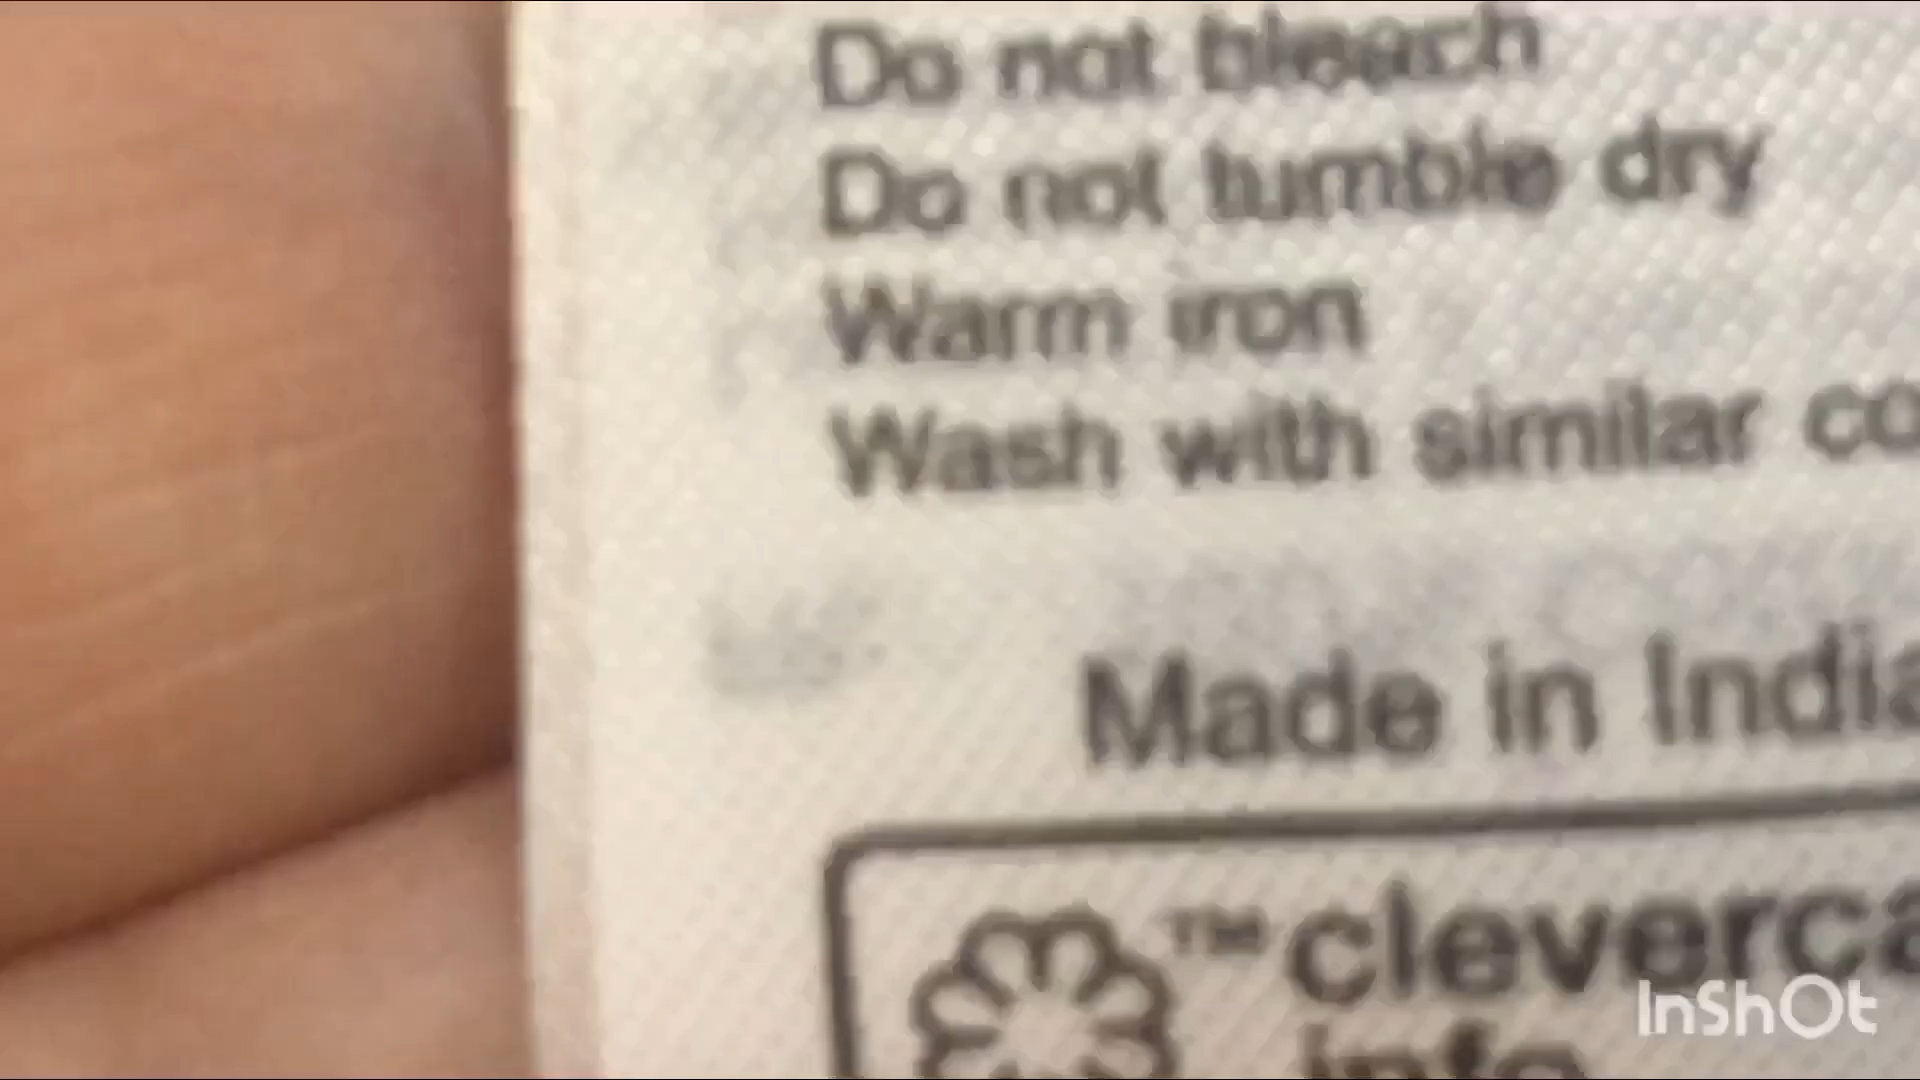 Do not bleach
Do not tumble dry
Warm iron
Wash with similar co
Made in India
™ cleverca
info
InShOt